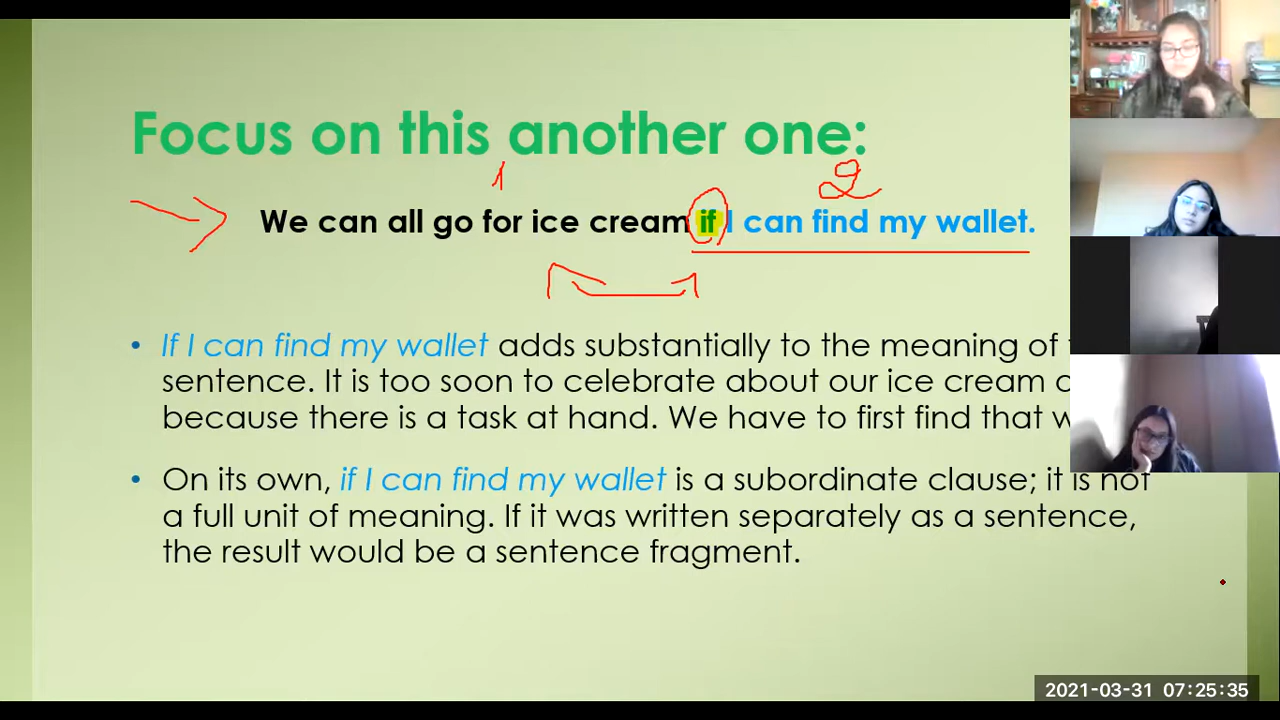 Focus on this another one:
1
2
We can all go for ice cream if I can find my wallet.
• If I can find my wallet adds substantially to the meaning of
sentence. It is too soon to celebrate about our ice cream
because there is a task at hand. We have to first find that
• On its own, if I can find my wallet is a subordinate clause; it is not
a full unit of meaning. If it was written separately as a sentence,
the result would be a sentence fragment.
2021-03-31 07:25:35